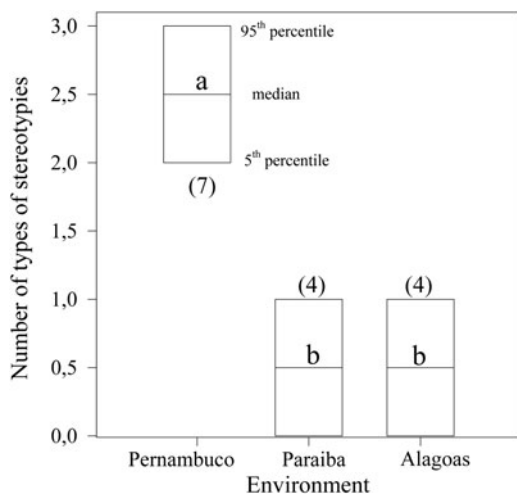 Number of types of stereotypies
3,0
2,5
2,0
1,5
1,0
0,5
0,0
95th percentile
a
median
5th percentile
(7)
(4)
(4)
b
b
Pernambuco
Paraiba
Alagoas
Environment